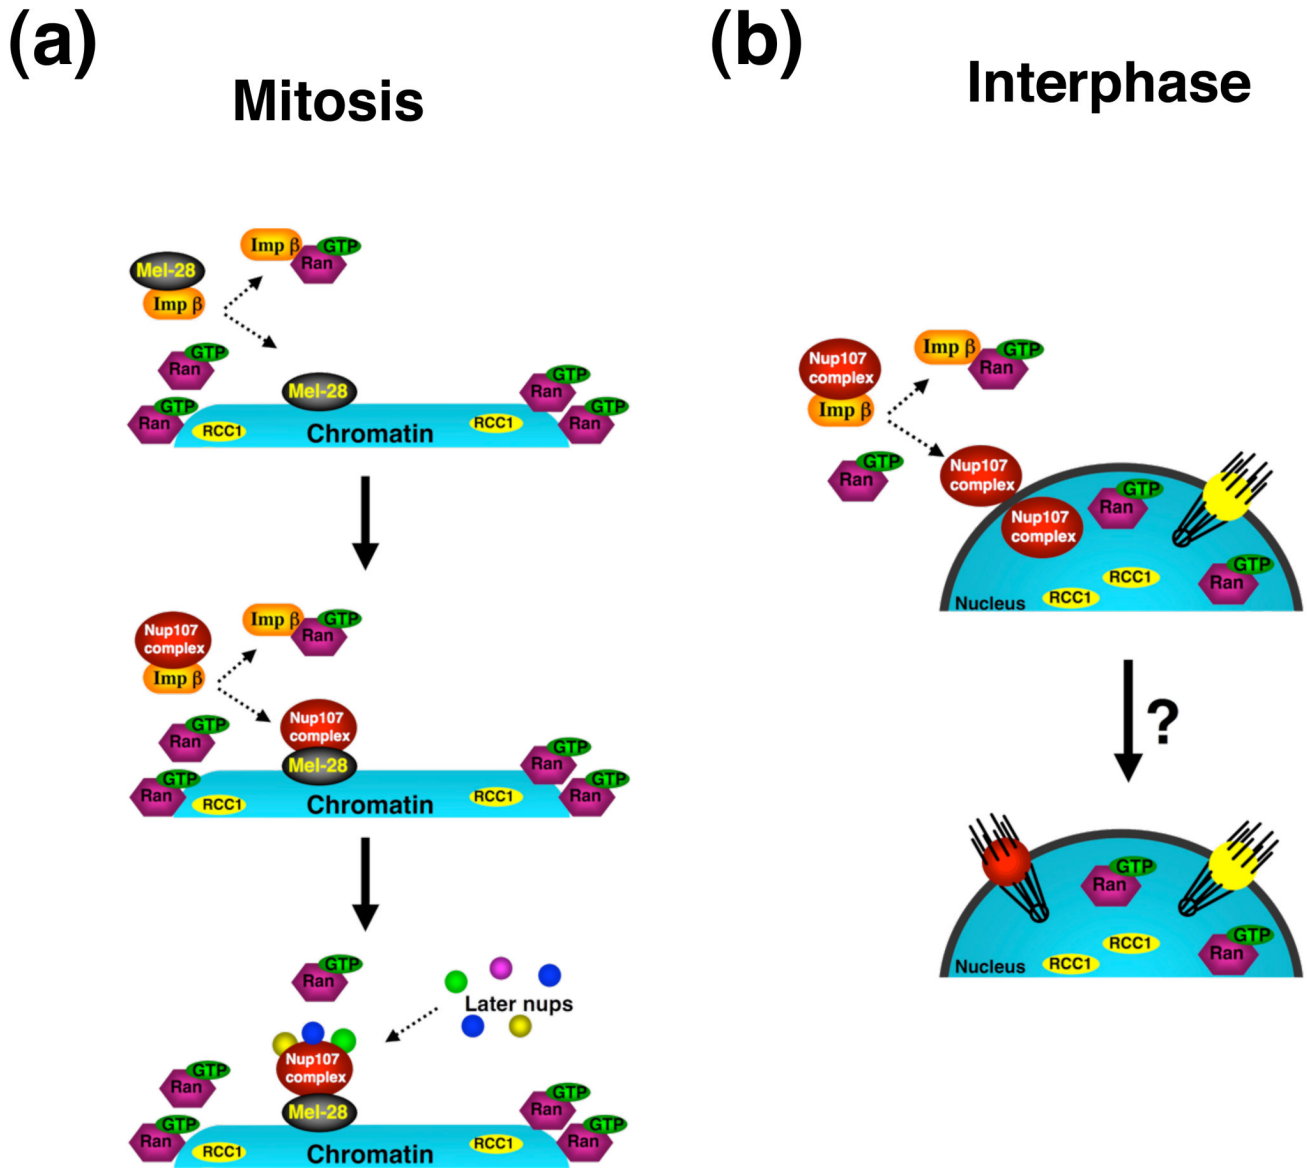 (a)
Mitosis
Imp β
GTP
Ran
Mel-28
Imp β
GTP
Ran
GTP
Ran
Mel-28
GTP
Ran
GTP
Ran
RCC1
RCC1
Chromatin
Nup107
complex
Imp β
Imp β
GTP
Ran
GTP
Ran
GTP
Ran
Nup107
complex
Mel-28
GTP
Ran
GTP
Ran
RCC1
RCC1
Chromatin
GTP
Ran
Later nups
Nup107
complex
Mel-28
GTP
Ran
GTP
Ran
GTP
Ran
GTP
Ran
RCC1
RCC1
Chromatin
(b)
Interphase
Nup107
complex
Imp β
Imp β
GTP
Ran
GTP
Ran
Nup107
complex
Nup107
complex
GTP
Ran
GTP
Ran
RCC1
RCC1
Nucleus
?
GTP
Ran
GTP
Ran
RCC1
RCC1
Nucleus